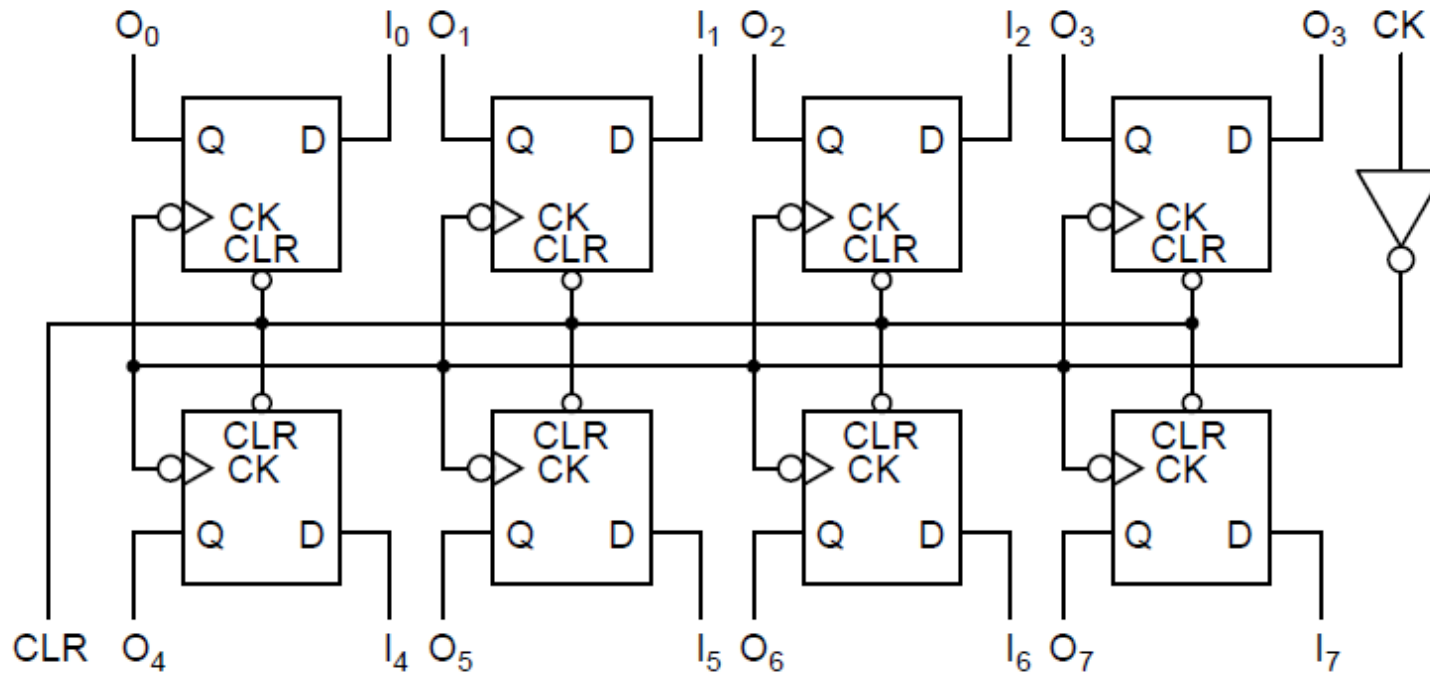 O₀ I₀ O₁ I₁ O₂ I₂ O₃ O₃ CK
Q D Q D Q D Q D
CK CK CK CK
CLR CLR CLR CLR
CLR CLR CLR CLR
CK CK CK CK
Q D Q D Q D Q D
CLR O₄ I₄ O₅ I₅ O₆ I₆ O₇ I₇